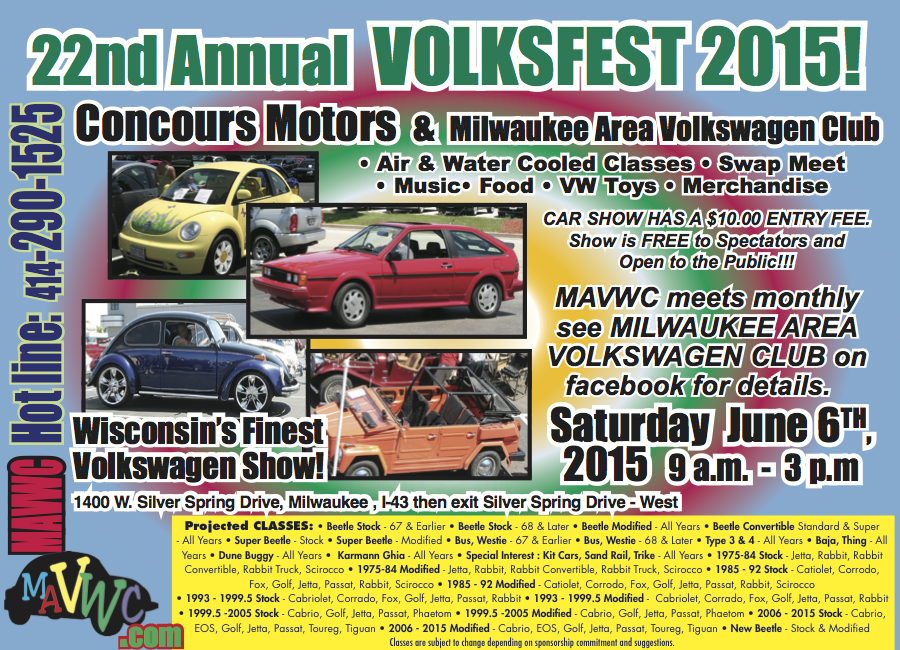 22nd Annual VOLKSFEST 2015!
Concours Motors & Milwaukee Area Volkswagen Club
• Air & Water Cooled Classes • Swap Meet
• Music• Food • VW Toys • Merchandise
CAR SHOW HAS A $10.00 ENTRY FEE.
Show is FREE to Spectators and
Open to the Public!!!
MAVWC meets monthly
see MILWAUKEE AREA
VOLKSWAGEN CLUB on
facebook for details.
Saturday June 6TH,
2015 9 a.m. - 3 p.m
Wisconsin's Finest
Volkswagen Show!
1400 W. Silver Spring Drive, Milwaukee , I-43 then exit Silver Spring Drive - West
MAVWC Hotline: 414-290-1525
MAVWC
.com
Projected CLASSES: • Beetle Stock - 67 & Earlier • Beetle Stock - 68 & Later • Beetle Modified - All Years • Beetle Convertible Standard & Super
- All Years • Super Beetle - Stock • Super Beetle - Modified • Bus, Westie - 67 & Earlier • Bus, Westie - 68 & Later • Type 3 & 4 - All Years • Baja, Thing - All
Years • Dune Buggy - All Years • Karmann Ghia - All Years • Special Interest : Kit Cars, Sand Rail, Trike - All Years • 1975-84 Stock - Jetta, Rabbit, Rabbit
Convertible, Rabbit Truck, Scirocco • 1975-84 Modified - Jetta, Rabbit, Rabbit Convertible, Rabbit Truck, Scirocco • 1985 - 92 Stock - Catiolet, Corrodo,
Fox, Golf, Jetta, Passat, Rabbit, Scirocco • 1985 - 92 Modified - Catiolet, Corrodo, Fox, Golf, Jetta, Passat, Rabbit, Scirocco
• 1993 - 1999.5 Stock - Cabriolet, Corrado, Fox, Golf, Jetta, Passat, Rabbit • 1993 - 1999.5 Modified - Cabriolet, Corrado, Fox, Golf, Jetta, Passat, Rabbit
• 1999.5 -2005 Stock - Cabrio, Golf, Jetta, Passat, Phaetom • 1999.5 -2005 Modified - Cabrio, Golf, Jetta, Passat, Phaetom • 2006 - 2015 Stock - Cabrio,
EOS, Golf, Jetta, Passat, Toureg, Tiguan • 2006 - 2015 Modified - Cabrio, EOS, Golf, Jetta, Passat, Toureg, Tiguan • New Beetle - Stock & Modified
Classes are subject to change depending on sponsorship commitment and suggestions.